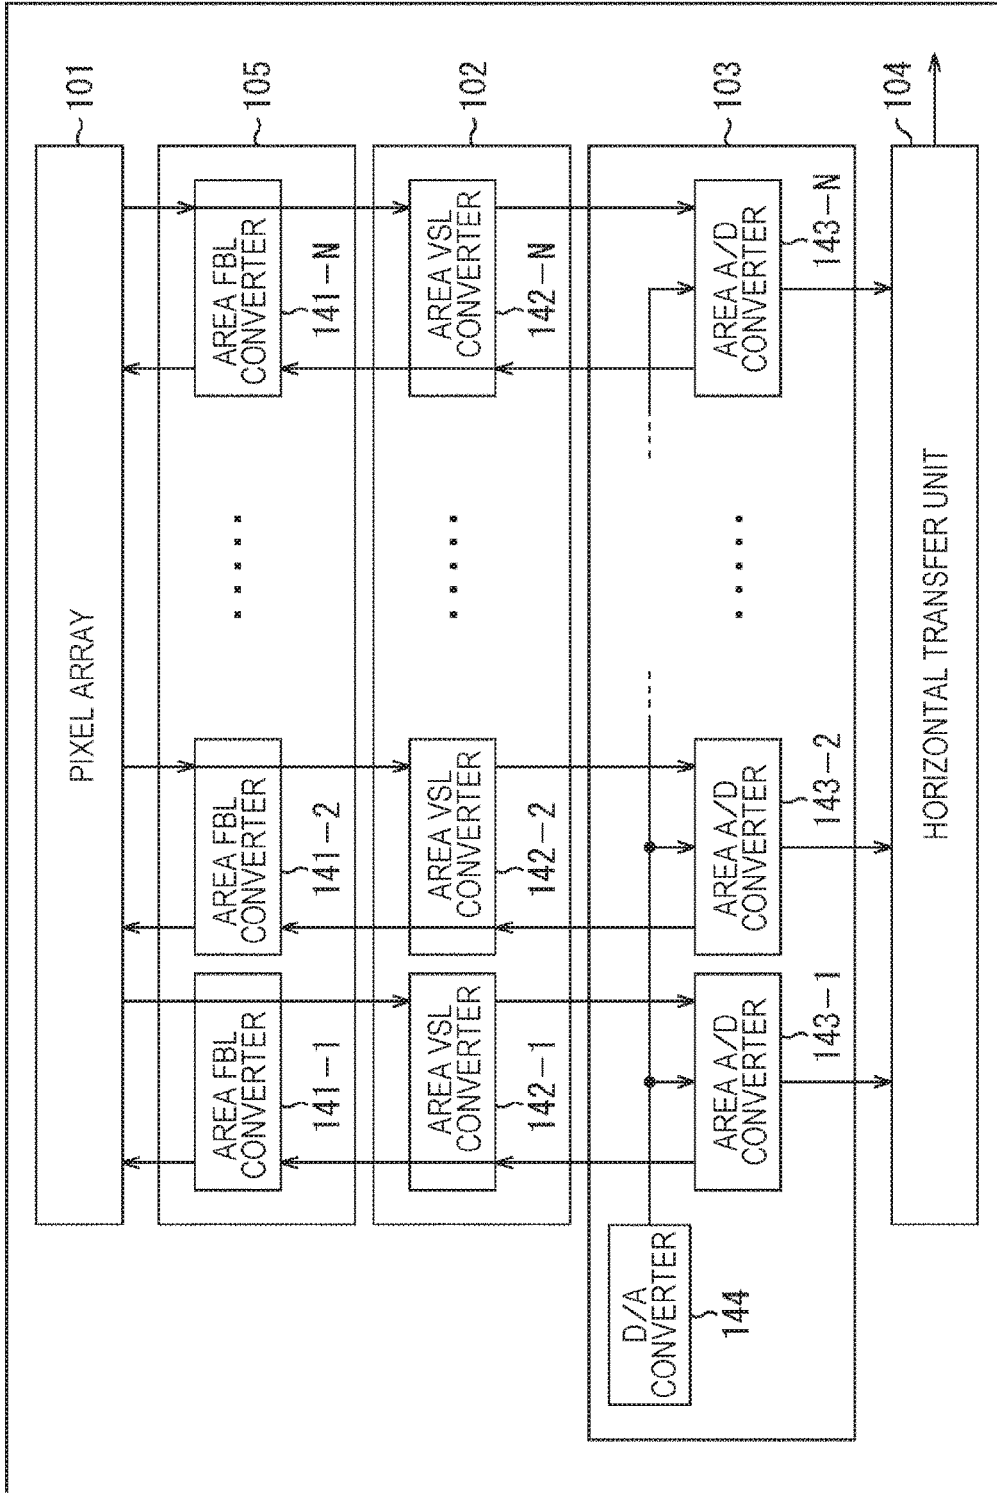 PIXEL ARRAY
101
105
AREA FBL
CONVERTER
141-1
AREA FBL
CONVERTER
141-2
AREA FBL
CONVERTER
141-N
102
AREA VSL
CONVERTER
142-1
AREA VSL
CONVERTER
142-2
AREA VSL
CONVERTER
142-N
103
D/A
CONVERTER
144
AREA A/D
CONVERTER
143-1
AREA A/D
CONVERTER
143-2
AREA A/D
CONVERTER
143-N
HORIZONTAL TRANSFER UNIT
104